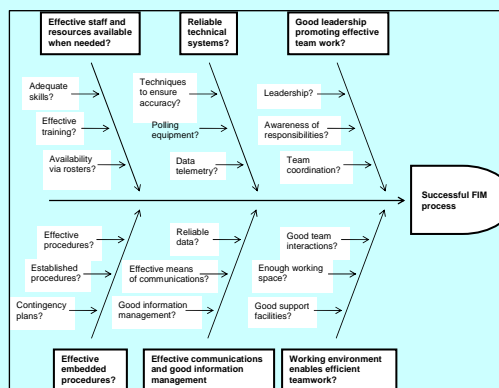 Effective staff and
resources available
when needed?
Reliable
technical
systems?
Good leadership
promoting effective
team work?
Adequate
skills?
Effective
training?
Availability
via rosters?
Techniques
to ensure
accuracy?
Polling
equipment?
Data
telemetry?
Leadership?
Awareness of
responsibilities?
Team
coordination?
Successful FIM
process
Effective
procedures?
Established
procedures?
Contingency
plans?
Reliable
data?
Effective means
of communications?
Good information
management?
Good team
interactions?
Enough working
space?
Good support
facilities?
Effective
embedded
procedures?
Effective communications
and good information
management
Working environment
enables efficient
teamwork?